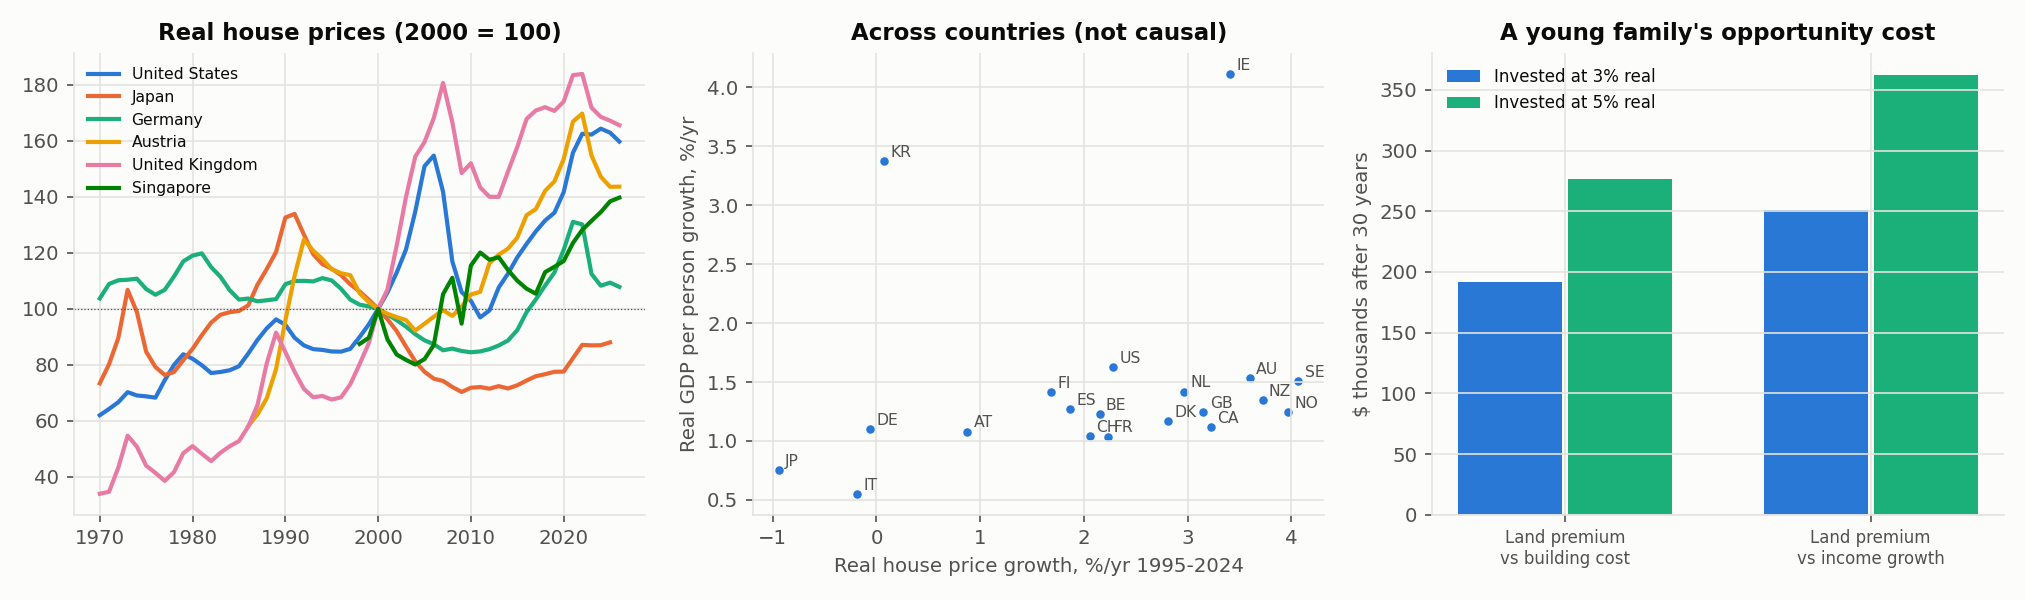 Real house prices (2000 = 100)
United States
Japan
Germany
Austria
United Kingdom
Singapore
180
160
140
120
100
80
60
40
1970
1980
1990
2000
2010
2020
Across countries (not causal)
Real GDP per person growth, %/yr
4.0
3.5
3.0
2.5
2.0
1.5
1.0
0.5
IE
KR
US
AU
SE
FI
NL
NZ
ES
BE
GB
NO
DK
CA
DE
AT
CH
FR
JP
IT
−1
0
1
2
3
4
Real house price growth, %/yr 1995-2024
A young family's opportunity cost
Invested at 3% real
Invested at 5% real
$ thousands after 30 years
350
300
250
200
150
100
50
0
Land premium
vs building cost
Land premium
vs income growth